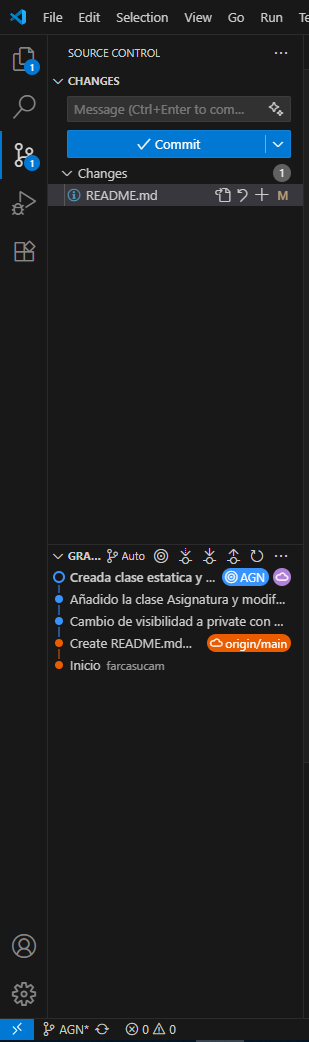 File Edit Selection View Go Run Te
1
SOURCE CONTROL
CHANGES
Message (Ctrl+Enter to com...
Commit
1
Changes 1
README.md M
GRA... Auto
Creada clase estatica y ... AGN
Añadido la clase Asignatura y modif...
Cambio de visibilidad a private con ...
Create README.md... origin/main
Inicio farcasucam
AGN* 0 0